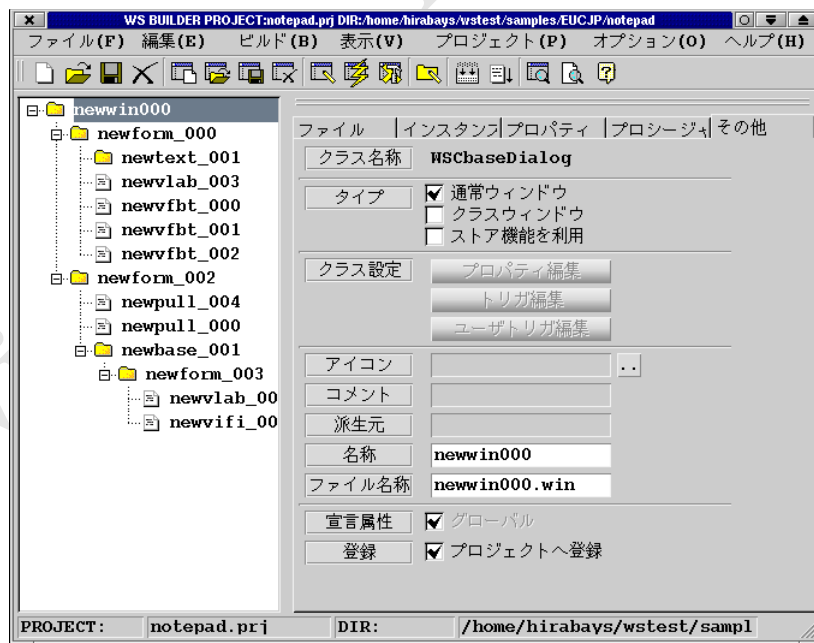 WS BUILDER PROJECT:notepad.prj DIR:/home/hirabays/wstest/samples/EUCJP/notepad
ファイル(F) 編集(E) ビルド(B) 表示(V) プロジェクト(P) オプション(O) ヘルプ(H)
newwin000
newform_000
newtext_001
newvlab_003
newvfbt_000
newvfbt_001
newvfbt_002
newform_002
newpull_004
newpull_000
newbase_001
newform_003
newvlab_00
newvifi_00
ファイル インスタンス プロパティ プロシージャ その他
クラス名称 WSCbaseDialog
タイプ 通常ウィンドウ
クラスウィンドウ
ストア機能を利用
クラス設定 プロパティ編集
トリガ編集
ユーザトリガ編集
アイコン ..
コメント
派生元
名称 newwin000
ファイル名称 newwin000.win
宣言属性 グローバル
登録 プロジェクトへ登録
PROJECT: notepad.prj DIR: /home/hirabays/wstest/sampl